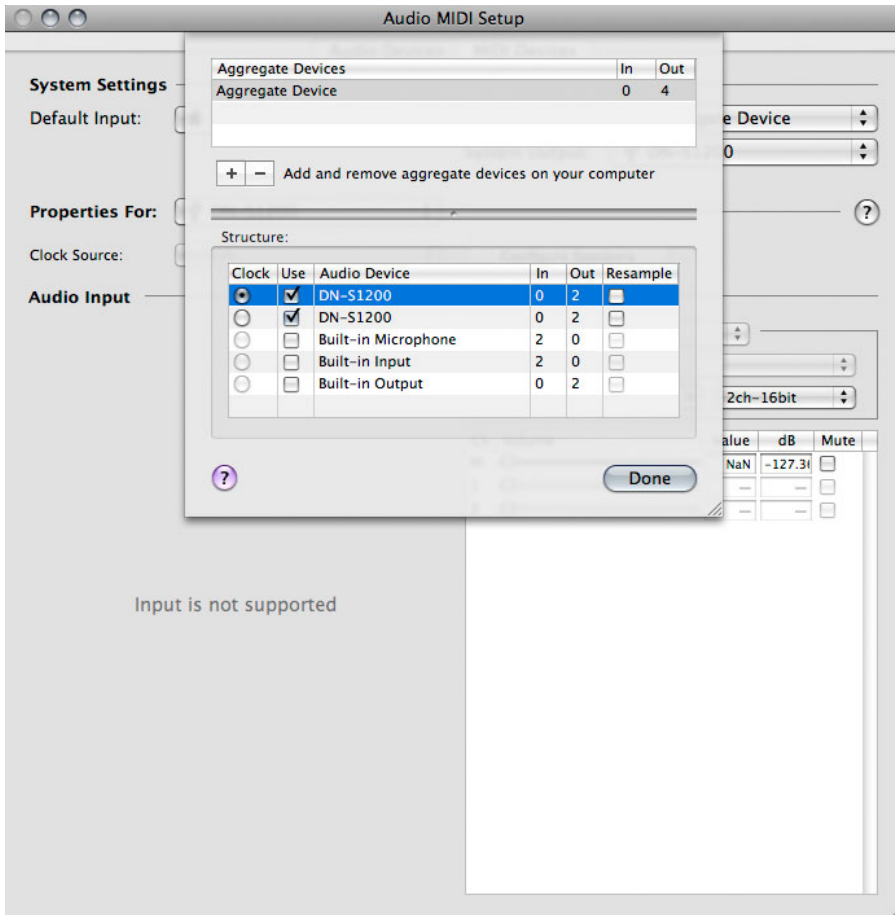 Audio MIDI Setup
Aggregate Devices In Out
Aggregate Device 0 4
System Settings
Default Input: e Device
0
+ − Add and remove aggregate devices on your computer
Properties For: ?
Structure:
Clock Source:
Clock Use Audio Device In Out Resample
DN-S1200 0 2
Audio Input
DN-S1200 0 2
Built-in Microphone 2 0
Built-in Input 2 0
Built-in Output 0 2
2ch-16bit
alue dB Mute
NaN -127.3
? Done
— —
— —
Input is not supported